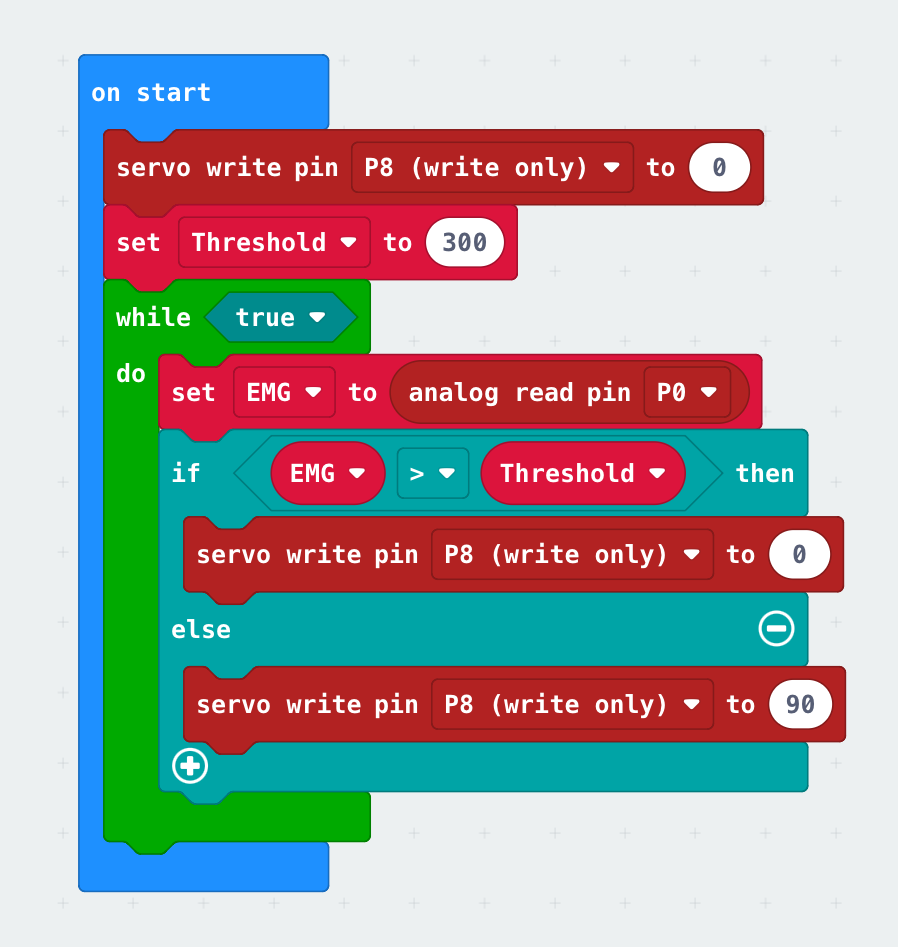 on start
servo write pin P8 (write only) to 0
set Threshold to 300
while true
do
set EMG to analog read pin P0
if EMG > Threshold then
servo write pin P8 (write only) to 0
else
servo write pin P8 (write only) to 90